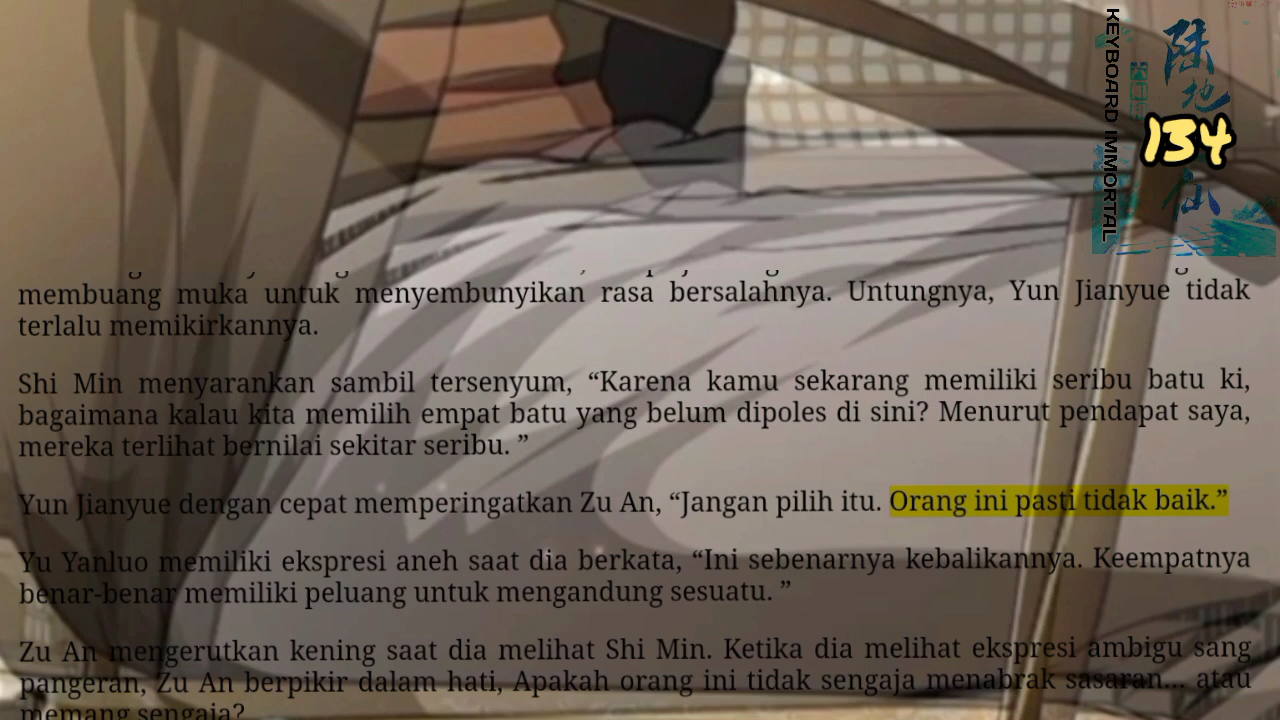 KEYBOARD IMMORTAL
陆地
134
仙
membuang muka untuk menyembunyikan rasa bersalahnya. Untungnya, Yun Jianyue tidak
terlalu memikirkannya.
Shi Min menyarankan sambil tersenyum, “Karena kamu sekarang memiliki seribu batu ki,
bagaimana kalau kita memilih empat batu yang belum dipoles di sini? Menurut pendapat saya,
mereka terlihat bernilai sekitar seribu. ”
Yun Jianyue dengan cepat memperingatkan Zu An, “Jangan pilih itu. Orang ini pasti tidak baik.”
Yu Yanluo memiliki ekspresi aneh saat dia berkata, “Ini sebenarnya kebalikannya. Keempatnya
benar-benar memiliki peluang untuk mengandung sesuatu. ”
Zu An mengerutkan kening saat dia melihat Shi Min. Ketika dia melihat ekspresi ambigu sang
pangeran, Zu An berpikir dalam hati, Apakah orang ini tidak sengaja menabrak sasaran... atau
memang sengaja?